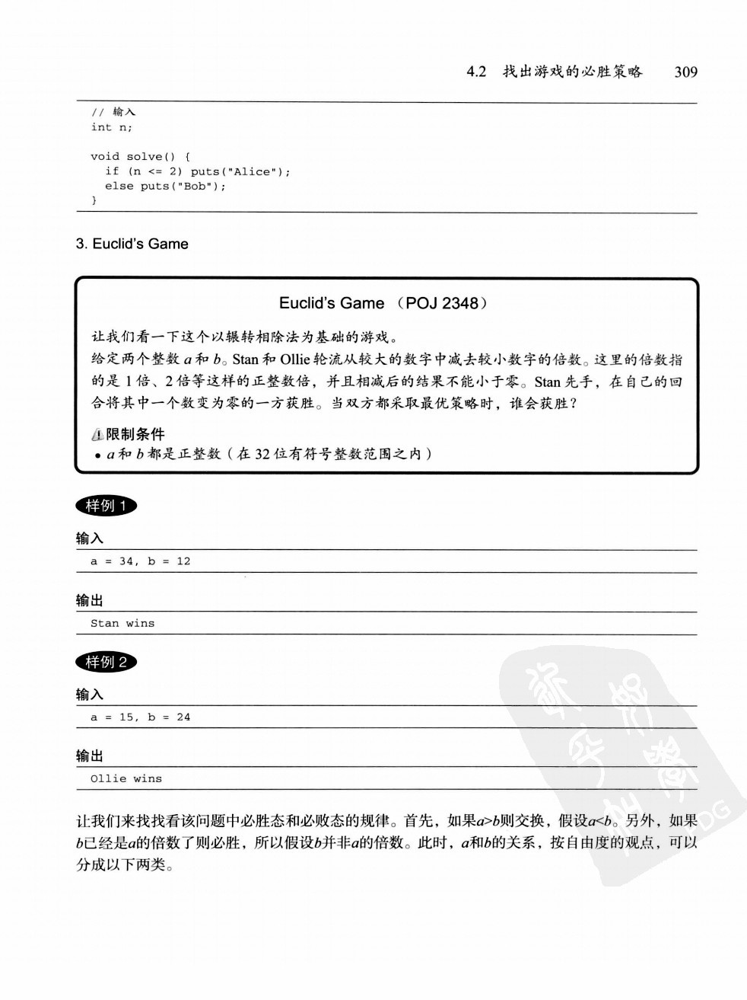 4.2 找出游戏的必胜策略 309
// 输入
int n;
void solve() {
if (n <= 2) puts("Alice");
else puts("Bob");
}
3. Euclid's Game
Euclid's Game （POJ 2348）
让我们看一下这个以辗转相除法为基础的游戏。
给定两个整数 a 和 b。Stan 和 Ollie 轮流从较大的数字中减去较小数字的倍数。这里的倍数指
的是 1 倍、2 倍等这样的正整数倍，并且相减后的结果不能小于零。Stan 先手，在自己的回
合将其中一个数变为零的一方获胜。当双方都采取最优策略时，谁会获胜？
限制条件
• a 和 b 都是正整数（在 32 位有符号整数范围之内）
样例 1
输入
a = 34, b = 12
输出
Stan wins
样例 2
输入
a = 15, b = 24
输出
Ollie wins
让我们来找找看该问题中必胜态和必败态的规律。首先，如果a>b则交换，假设a<b。另外，如果
b已经是a的倍数了则必胜，所以假设b并非a的倍数。此时，a和b的关系，按自由度的观点，可以
分成以下两类。
PDG